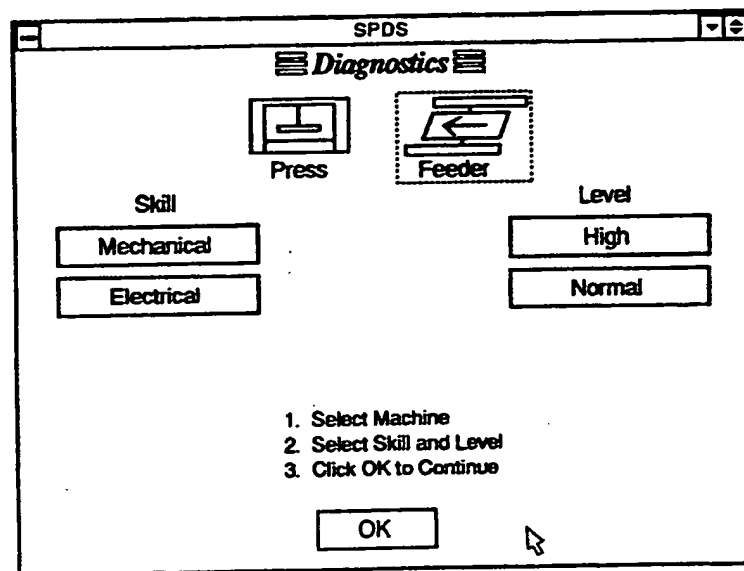 SPDS
Diagnostics
Press
Feeder
Skill
Level
Mechanical
High
Electrical
Normal
1. Select Machine
2. Select Skill and Level
3. Click OK to Continue
OK